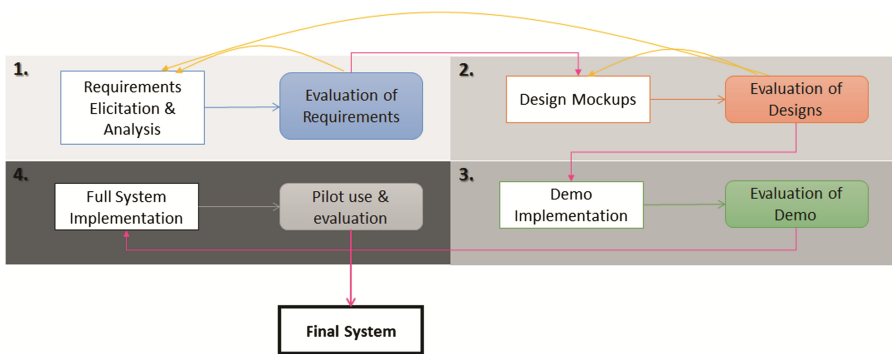 1.
Requirements
Elicitation &
Analysis
Evaluation of
Requirements
2.
Design Mockups
Evaluation of
Designs
4.
Full System
Implementation
Pilot use &
evaluation
3.
Demo
Implementation
Evaluation of
Demo
Final System